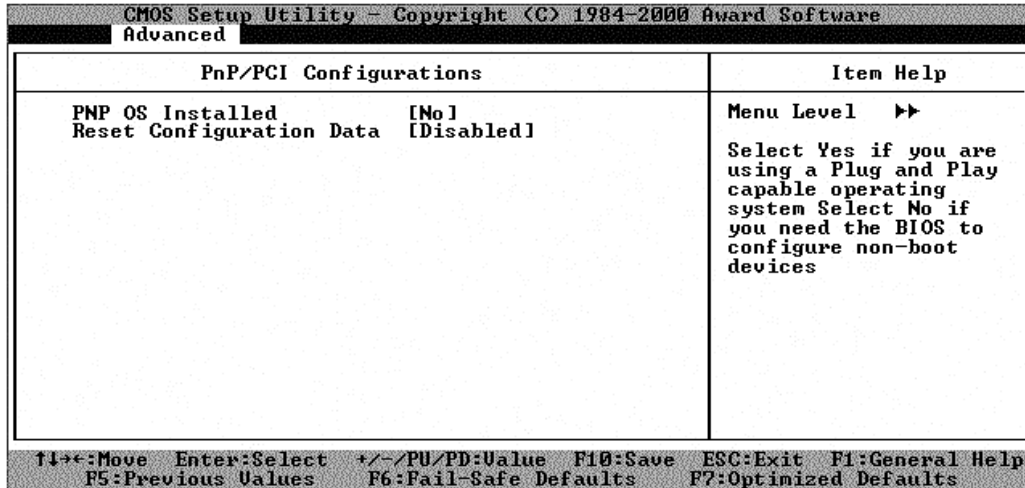 CMOS Setup Utility - Copyright (C) 1984-2000 Award Software
Advanced
PnP/PCI Configurations
Item Help
PNP OS Installed [No]
Reset Configuration Data [Disabled]
Menu Level ▶▶
Select Yes if you are
using a Plug and Play
capable operating
system Select No if
you need the BIOS to
configure non-boot
devices
↑↓→←:Move Enter:Select +/-/PU/PD:Value F10:Save ESC:Exit F1:General Help
F5:Previous Values F6:Fail-Safe Defaults F7:Optimized Defaults